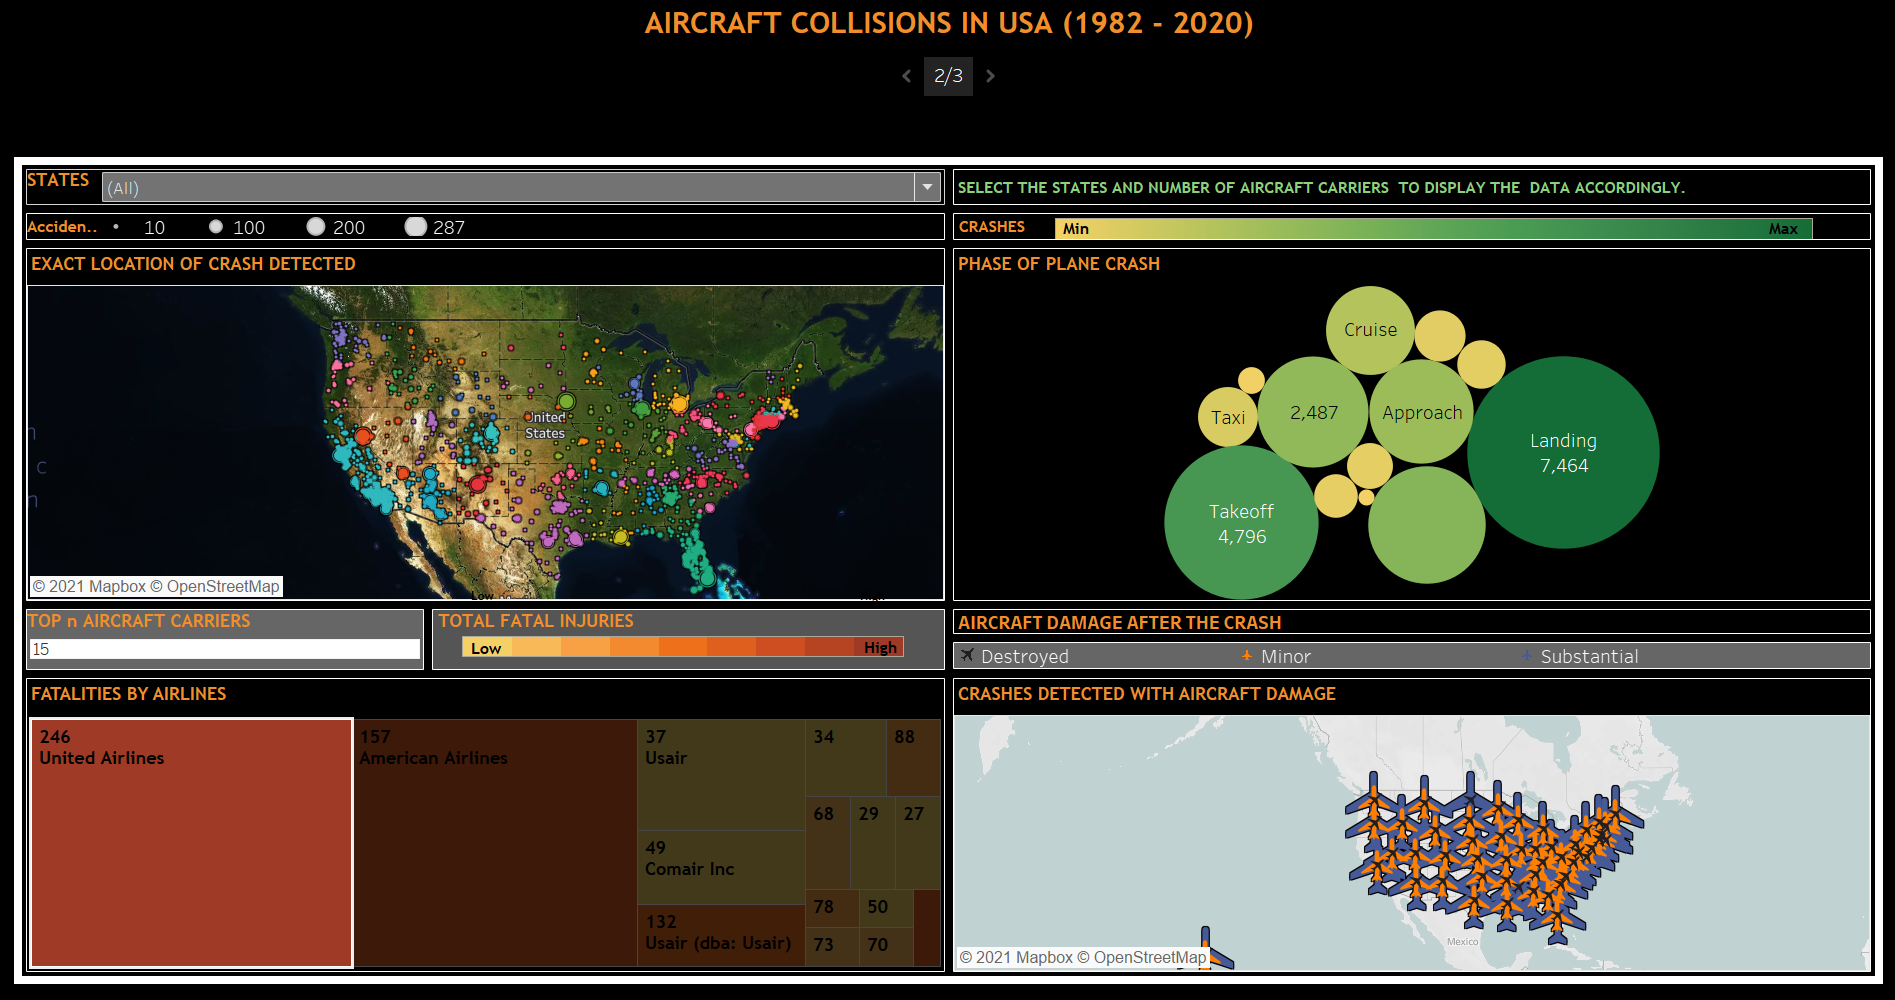 AIRCRAFT COLLISIONS IN USA (1982 - 2020)
2/3
STATES
(All)
SELECT THE STATES AND NUMBER OF AIRCRAFT CARRIERS TO DISPLAY THE DATA ACCORDINGLY.
Acciden..
10
100
200
287
CRASHES
Min
Max
EXACT LOCATION OF CRASH DETECTED
United
States
n
c
n
© 2021 Mapbox © OpenStreetMap
PHASE OF PLANE CRASH
Cruise
Taxi
2,487
Approach
Landing
7,464
Takeoff
4,796
TOP n AIRCRAFT CARRIERS
15
TOTAL FATAL INJURIES
Low
High
AIRCRAFT DAMAGE AFTER THE CRASH
Destroyed
Minor
Substantial
FATALITIES BY AIRLINES
246
United Airlines
157
American Airlines
37
Usair
49
Comair Inc
132
Usair (dba: Usair)
34
88
68
29
27
78
50
73
70
CRASHES DETECTED WITH AIRCRAFT DAMAGE
Mexico
© 2021 Mapbox © OpenStreetMap